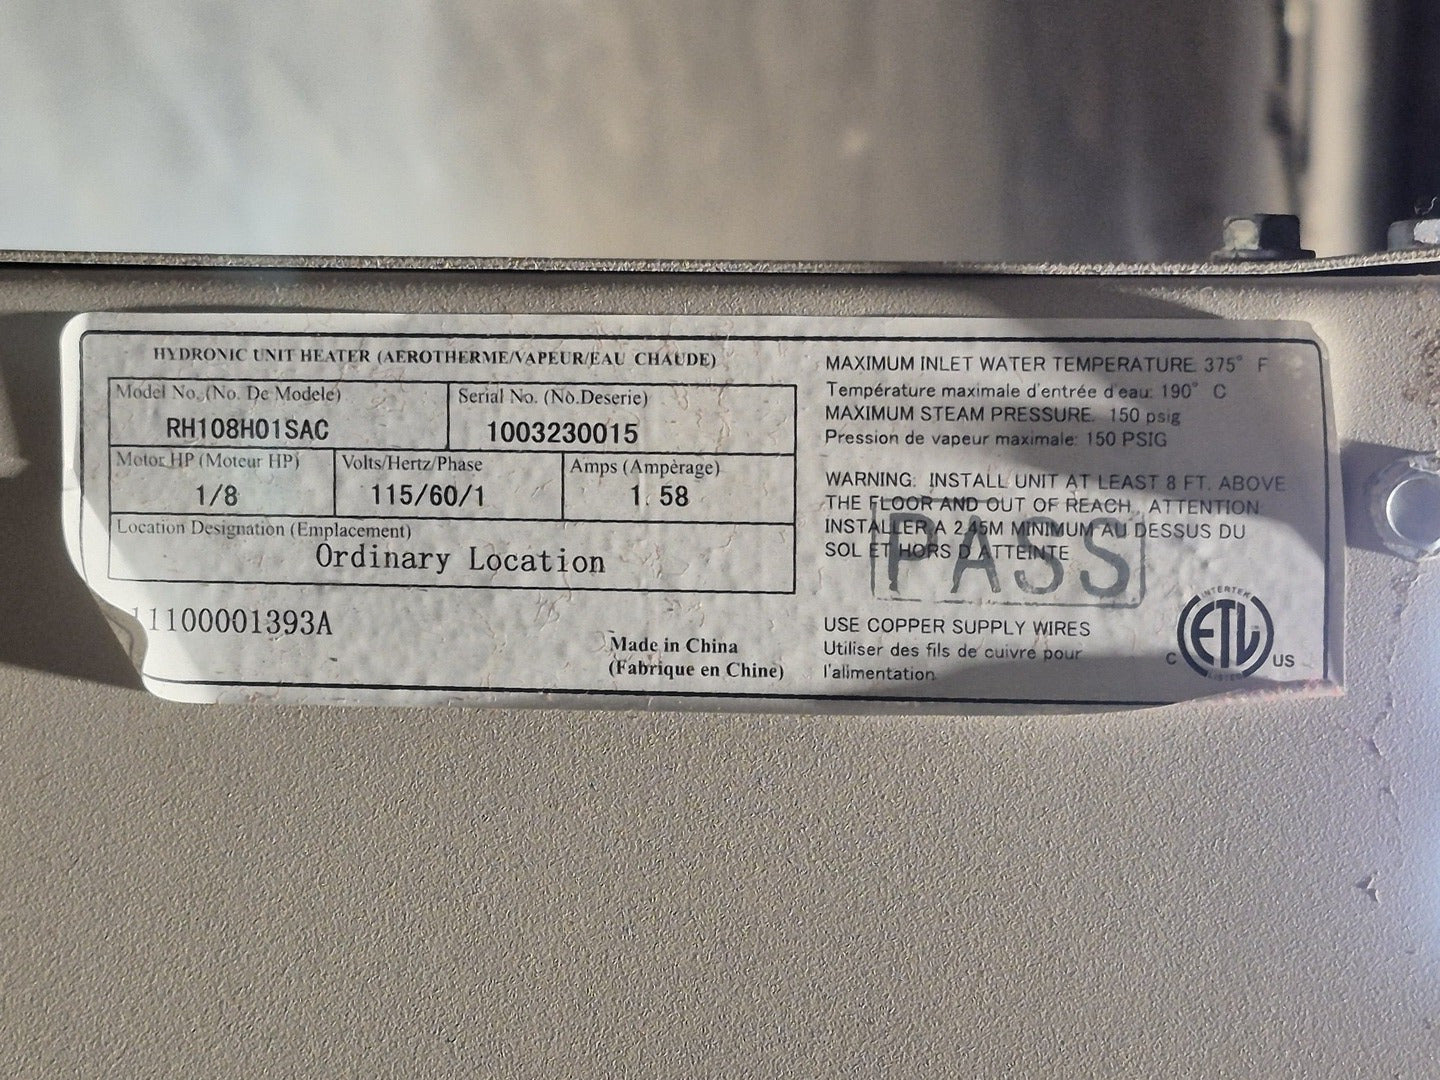 HYDRONIC UNIT HEATER (AEROTHERME/VAPEUR/EAU CHAUDE)
Model No. (No. De Modele)
RH108H01SAC
Serial No. (No.Deserie)
1003230015
Motor HP (Moteur HP)
1/8
Volts/Hertz/Phase
115/60/1
Amps (Ampèrage)
1.58
Location Designation (Emplacement)
Ordinary Location
11100001393A
Made in China
(Fabrique en Chine)
MAXIMUM INLET WATER TEMPERATURE 375° F
Température maximale d'entrée d'eau: 190° C
MAXIMUM STEAM PRESSURE. 150 psig
Pression de vapeur maximale: 150 PSIG
WARNING: INSTALL UNIT AT LEAST 8 FT. ABOVE
THE FLOOR AND OUT OF REACH. ATTENTION
INSTALLER A 2.45M MINIMUM AU DESSUS DU
SOL ET HORS D'ATTEINTE
PASS
USE COPPER SUPPLY WIRES
Utiliser des fils de cuivre pour
l'alimentation
INTERTEK
C ETL US
LISTED